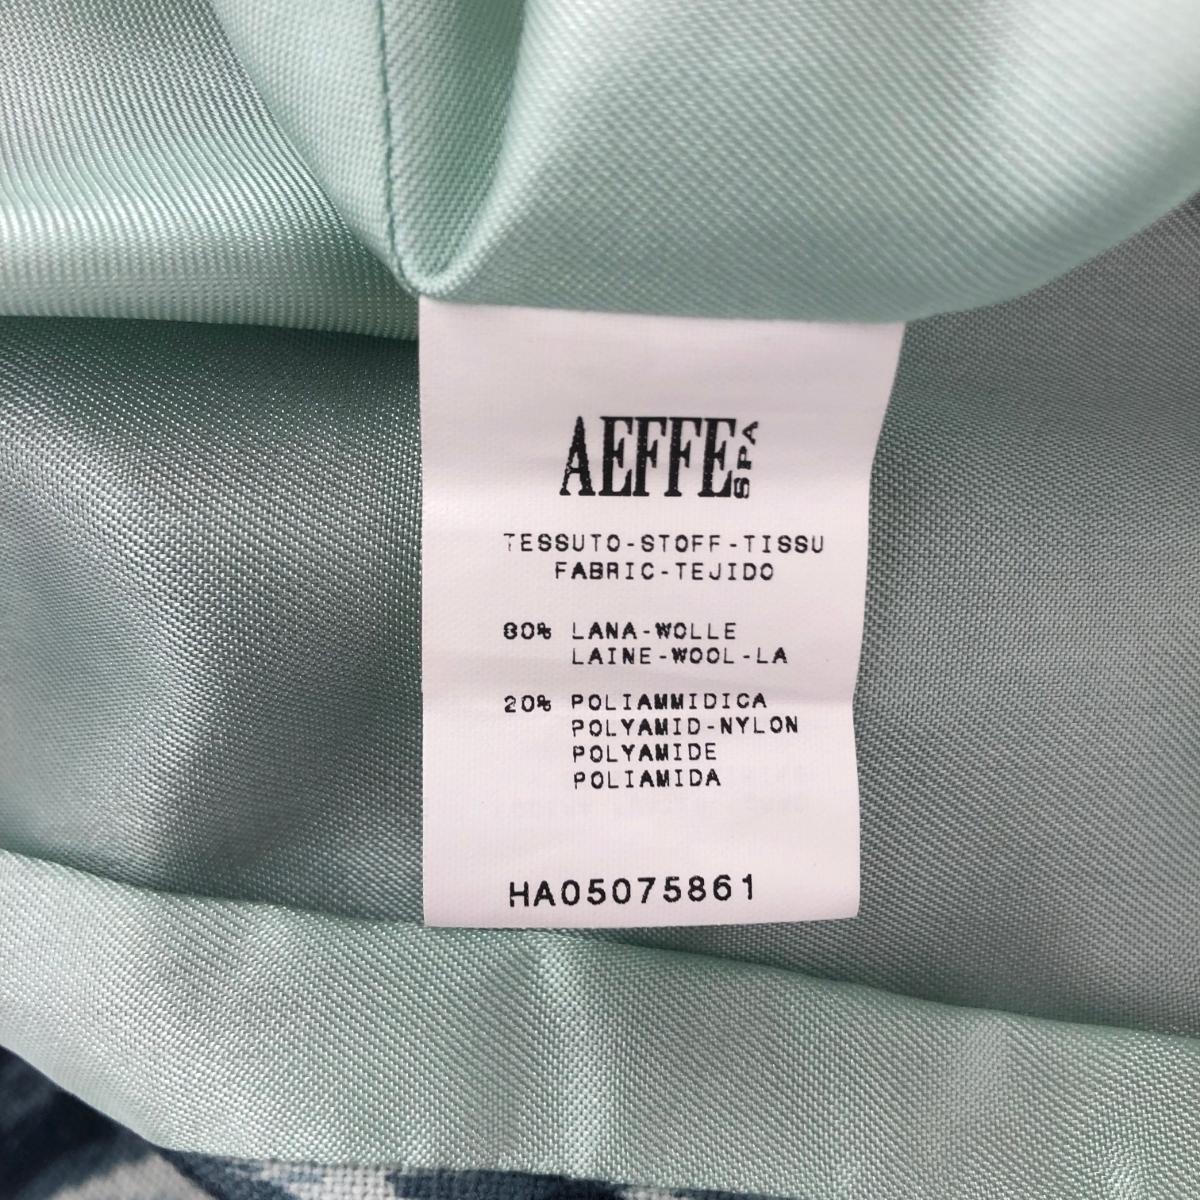 AEFFE SPA
TESSUTO-STOFF-TISSU
FABRIC-TEJIDO
80% LANA-WOLLE
LAINE-WOOL-LA
20% POLIAMMIDICA
POLYAMID-NYLON
POLYAMIDE
POLIAMIDA
HA05075861